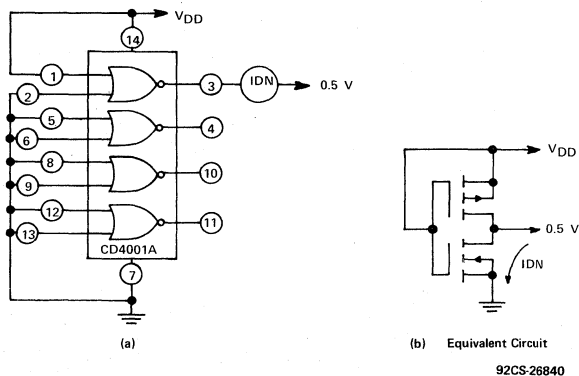 VDD
14
1
2
3
IDN
0.5 V
5
6
4
8
9
10
12
13
11
CD4001A
7
VDD
0.5 V
IDN
(a)
(b) Equivalent Circuit
92CS-26840